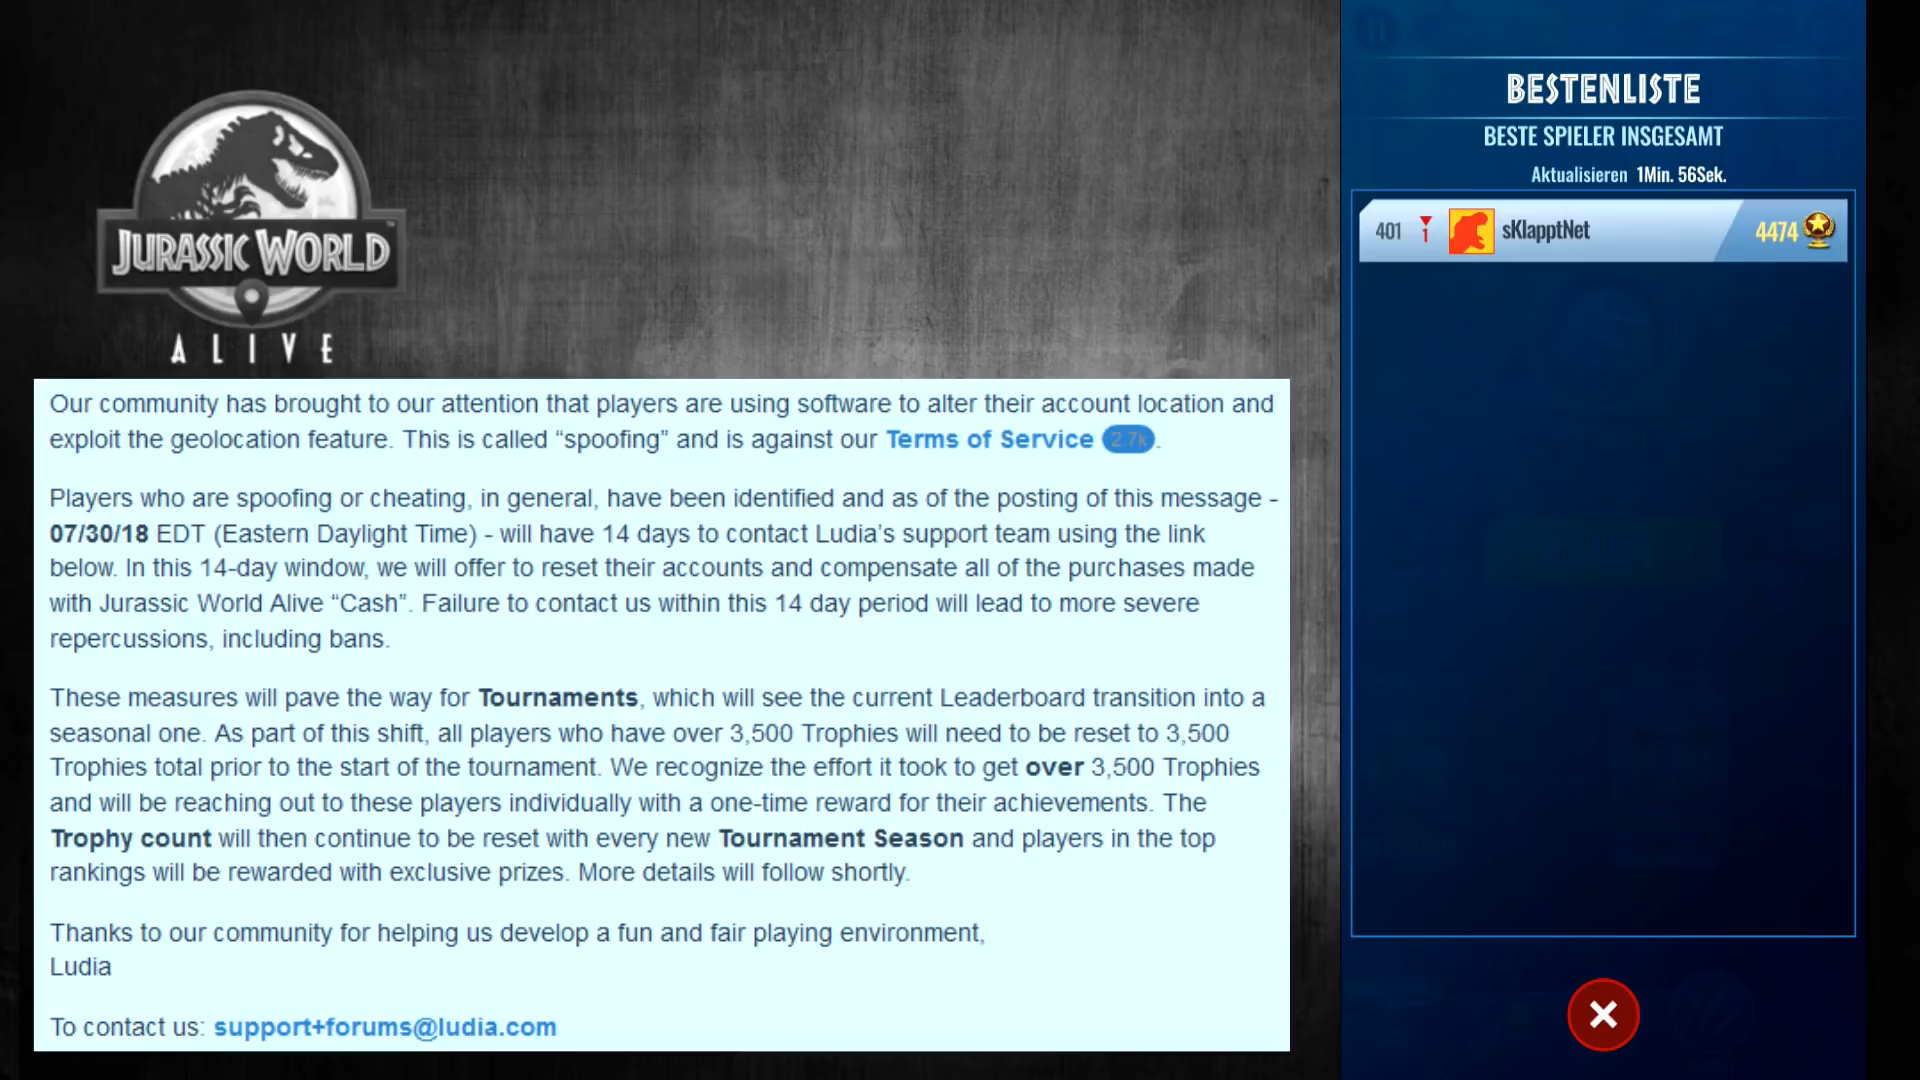 JURASSIC WORLD™
ALIVE
Our community has brought to our attention that players are using software to alter their account location and
exploit the geolocation feature. This is called “spoofing” and is against our Terms of Service 2.7k.
Players who are spoofing or cheating, in general, have been identified and as of the posting of this message -
07/30/18 EDT (Eastern Daylight Time) - will have 14 days to contact Ludia’s support team using the link
below. In this 14-day window, we will offer to reset their accounts and compensate all of the purchases made
with Jurassic World Alive “Cash”. Failure to contact us within this 14 day period will lead to more severe
repercussions, including bans.
These measures will pave the way for Tournaments, which will see the current Leaderboard transition into a
seasonal one. As part of this shift, all players who have over 3,500 Trophies will need to be reset to 3,500
Trophies total prior to the start of the tournament. We recognize the effort it took to get over 3,500 Trophies
and will be reaching out to these players individually with a one-time reward for their achievements. The
Trophy count will then continue to be reset with every new Tournament Season and players in the top
rankings will be rewarded with exclusive prizes. More details will follow shortly.
Thanks to our community for helping us develop a fun and fair playing environment,
Ludia
To contact us: support+forums@ludia.com
BESTENLISTE
BESTE SPIELER INSGESAMT
Aktualisieren 1Min. 56Sek.
401 1 sKlapptNet 4474